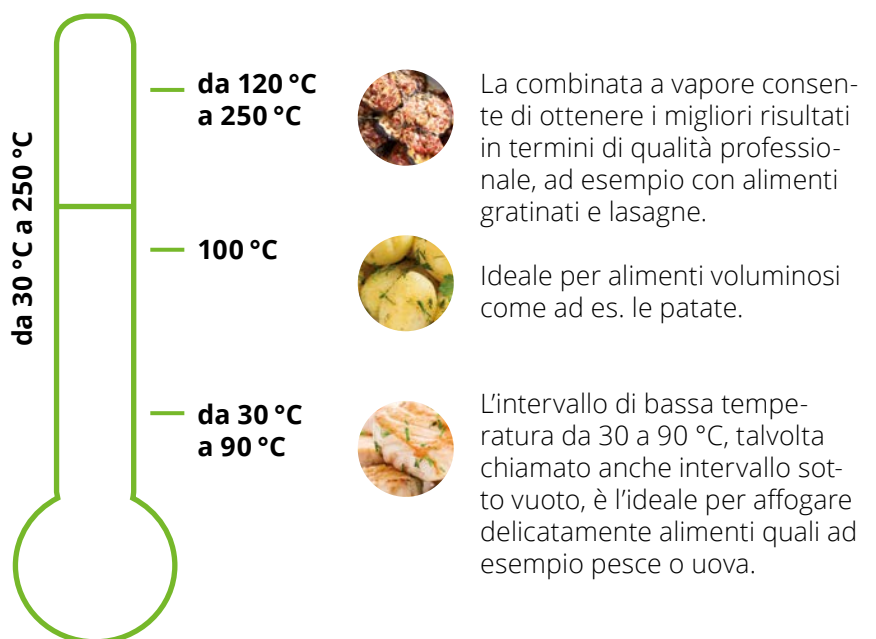 da 30 °C a 250 °C
da 120 °C
a 250 °C
La combinata a vapore consen-
te di ottenere i migliori risultati
in termini di qualità professio-
nale, ad esempio con alimenti
gratinati e lasagne.
100 °C
Ideale per alimenti voluminosi
come ad es. le patate.
da 30 °C
a 90 °C
L’intervallo di bassa tempe-
ratura da 30 a 90 °C, talvolta
chiamato anche intervallo sot-
to vuoto, è l’ideale per affogare
delicatamente alimenti quali ad
esempio pesce o uova.